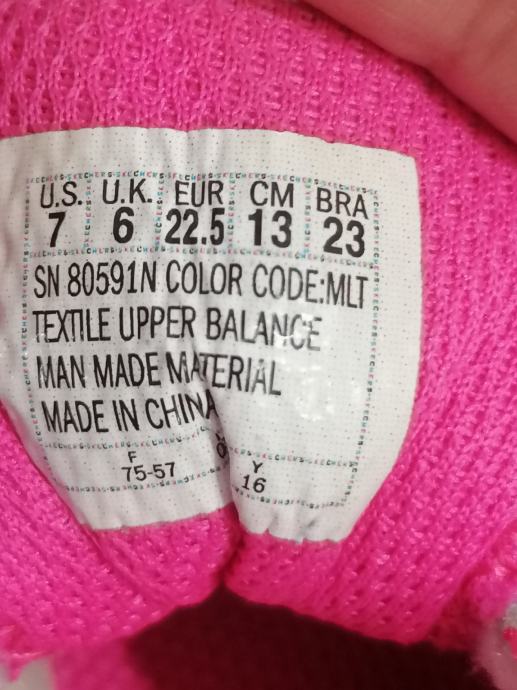 U.S. U.K. EUR CM BRA
7 6 22.5 13 23
SN 80591N COLOR CODE:MLT
TEXTILE UPPER BALANCE
MAN MADE MATERIAL
MADE IN CHINA
F Y
75-57 16